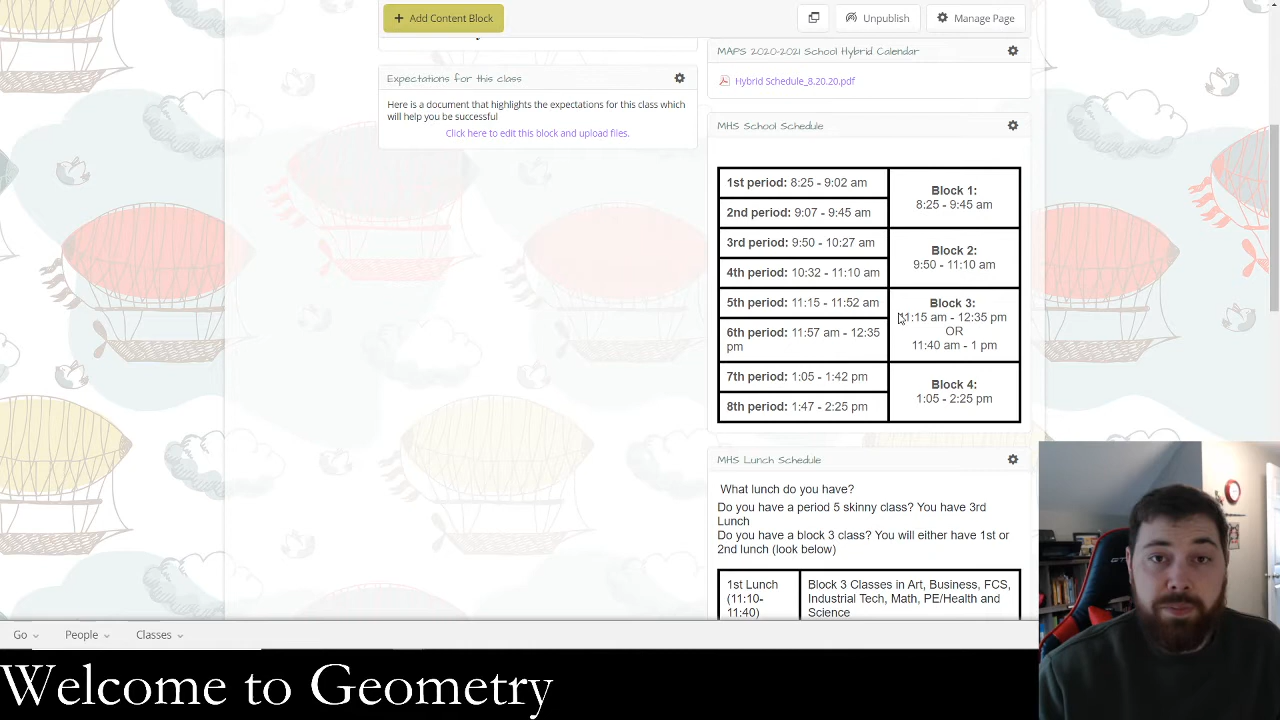 + Add Content Block
Unpublish
Manage Page
MAPS 2020-2021 School Hybrid Calendar
Hybrid Schedule_8.20.20.pdf
Expectations for this class
Here is a document that highlights the expectations for this class which
will help you be successful
Click here to edit this block and upload files.
MHS School Schedule
1st period: 8:25 - 9:02 am
2nd period: 9:07 - 9:45 am
Block 1:
8:25 - 9:45 am
3rd period: 9:50 - 10:27 am
4th period: 10:32 - 11:10 am
Block 2:
9:50 - 11:10 am
5th period: 11:15 - 11:52 am
6th period: 11:57 am - 12:35
pm
Block 3:
11:15 am - 12:35 pm
OR
11:40 am - 1 pm
7th period: 1:05 - 1:42 pm
8th period: 1:47 - 2:25 pm
Block 4:
1:05 - 2:25 pm
MHS Lunch Schedule
What lunch do you have?
Do you have a period 5 skinny class? You have 3rd
Lunch
Do you have a block 3 class? You will either have 1st or
2nd lunch (look below)
1st Lunch
(11:10-
11:40)
Block 3 Classes in Art, Business, FCS,
Industrial Tech, Math, PE/Health and
Science
Go
People
Classes
Welcome to Geometry